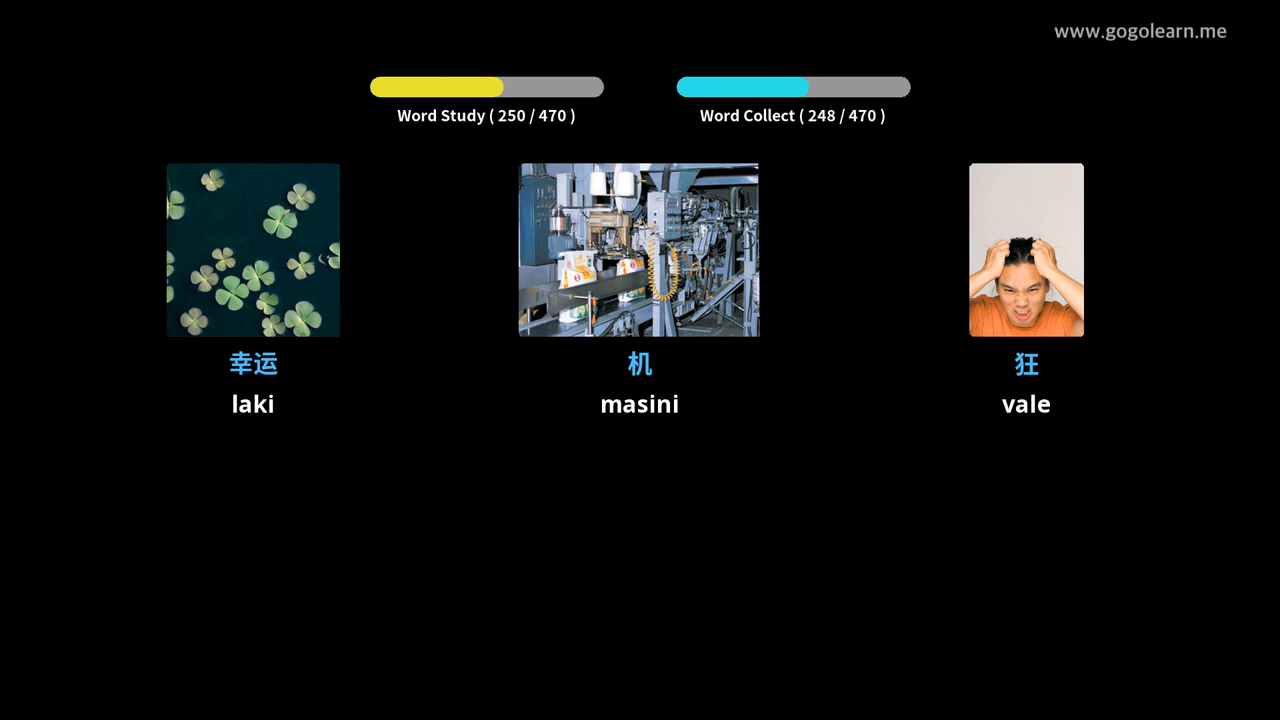 www.gogolearn.me
Word Study ( 250 / 470 )
Word Collect ( 248 / 470 )
幸运
机
狂
laki
masini
vale